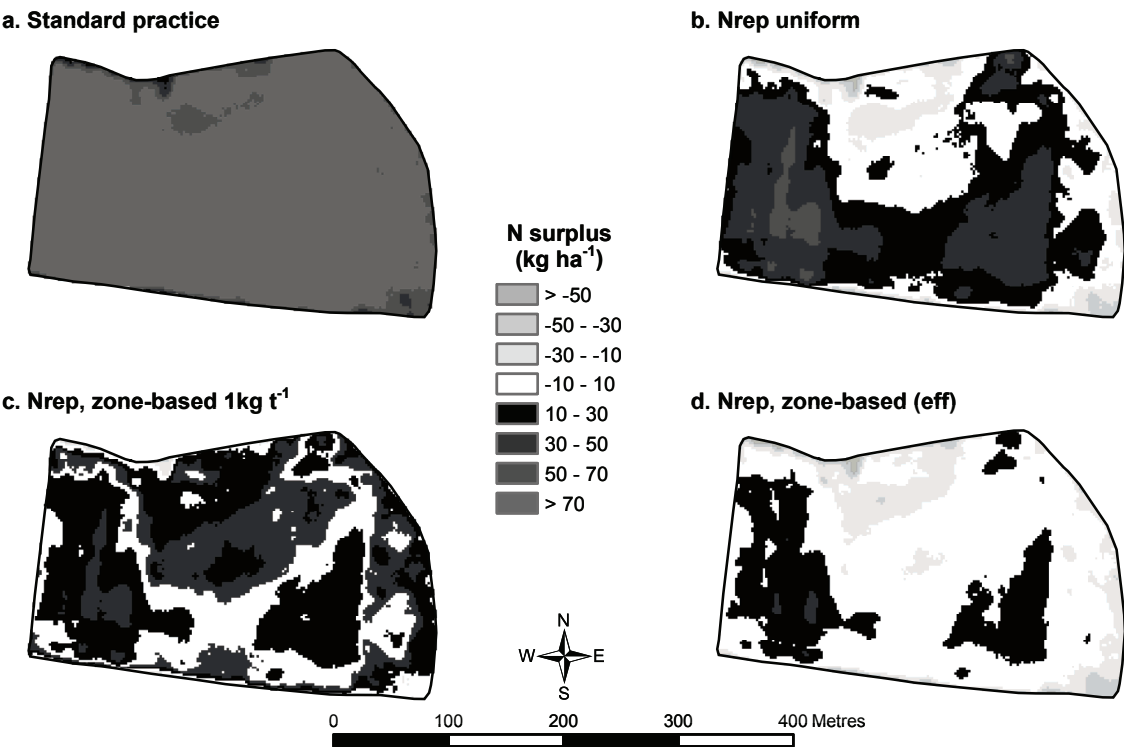 a. Standard practice
b. Nrep uniform
N surplus
(kg ha⁻¹)
> -50
-50 - -30
-30 - -10
-10 - 10
10 - 30
30 - 50
50 - 70
> 70
c. Nrep, zone-based 1kg t⁻¹
d. Nrep, zone-based (eff)
N
W E
S
0 100 200 300 400 Metres